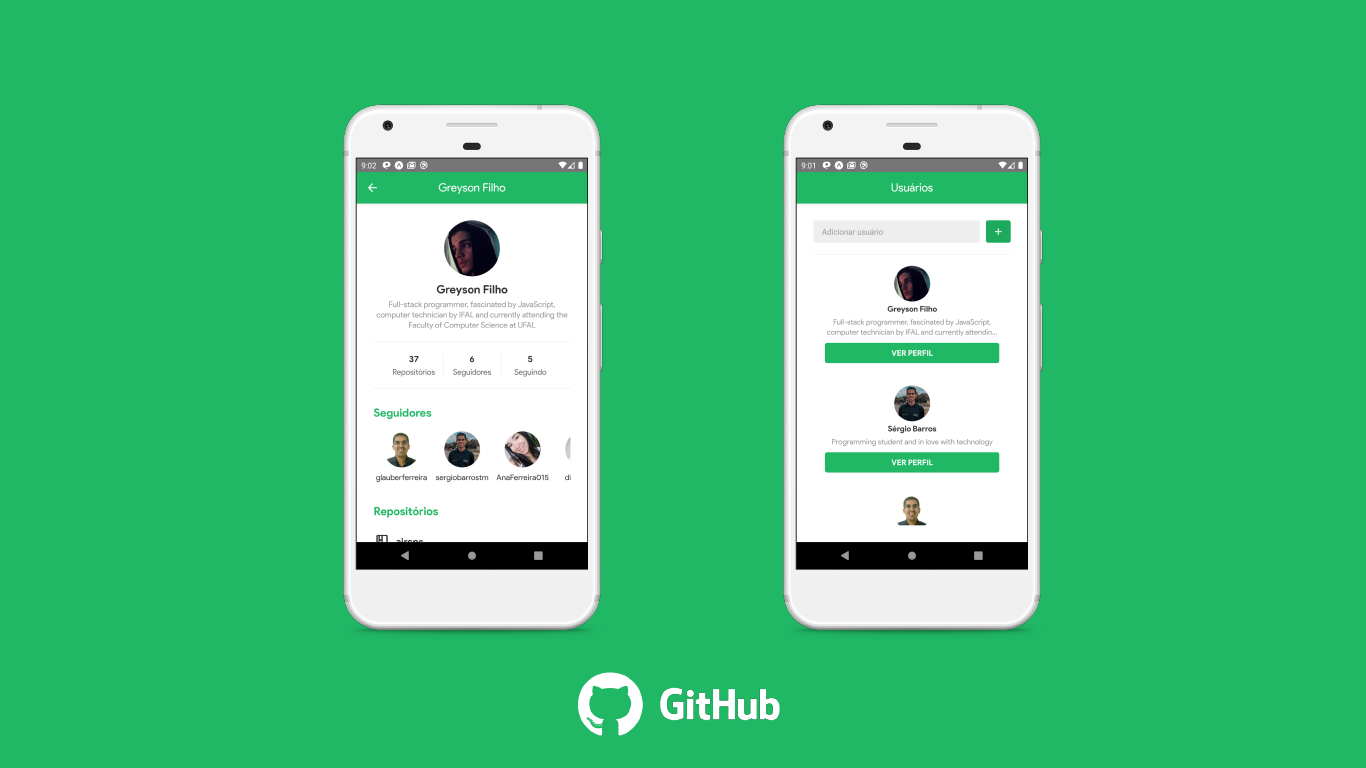 9:02
Greyson Filho
Greyson Filho
Full-stack programmer, fascinated by JavaScript,
computer technician by IFAL and currently attending the
Faculty of Computer Science at UFAL
37 6 5
Repositórios Seguidores Seguindo
Seguidores
glauberferreira sergiobarrostm AnaFerreira015 di
Repositórios
9:01
Usuários
Adicionar usuário +
Greyson Filho
Full-stack programmer, fascinated by JavaScript,
computer technician by IFAL and currently attendin...
VER PERFIL
Sérgio Barros
Programming student and in love with technology
VER PERFIL
GitHub